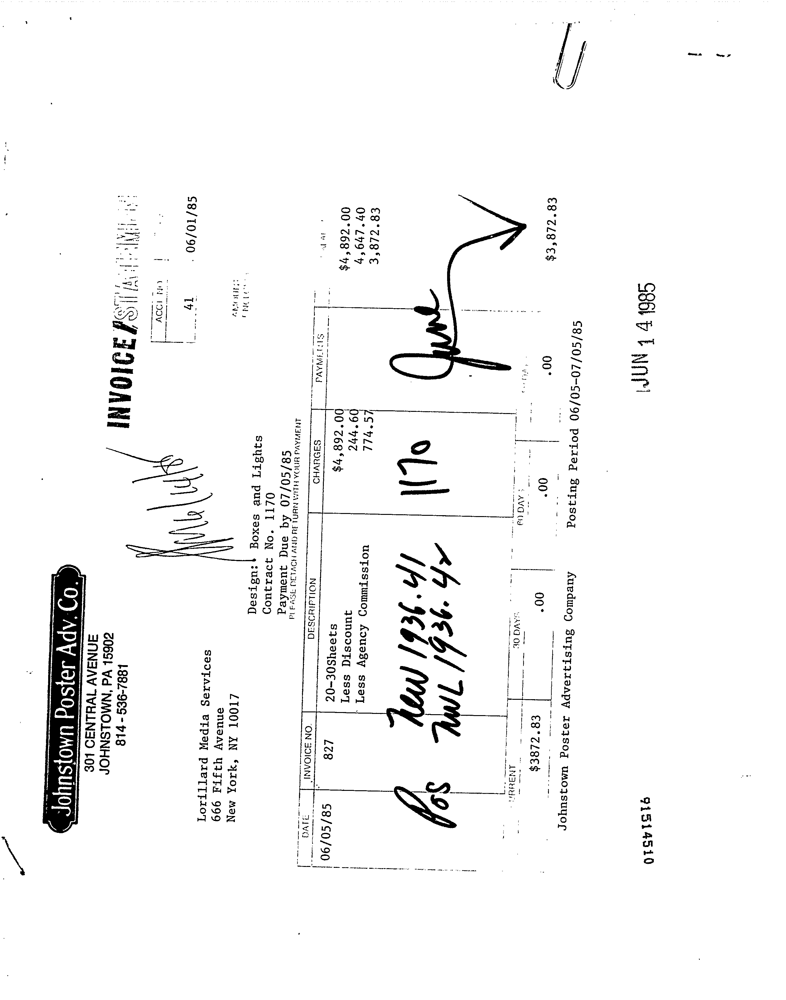 Johnstown Poster Adv. Co.
301 CENTRAL AVENUE
JOHNSTOWN, PA 15902
814 - 536-7881
INVOICE/STATEMENT
ACCT NO
41 06/01/85
Lorillard Media Services
666 Fifth Avenue
New York, NY 10017
Design: Boxes and Lights
Contract No. 1170
Payment Due by 07/05/85
PLEASE DETACH AND RETURN WITH YOUR PAYMENT
DATE INVOICE NO. DESCRIPTION CHARGES PAYMENTS
06/05/85 827 20-30Sheets $4,892.00 $4,892.00
Less Discount 244.60 4,647.40
Less Agency Commission 774.57 3,872.83
Pos New 1936.41 1170 June
NWL 1936.42
CURRENT 30 DAYS DAYS
$3872.83 .00 .00 .00 $3,872.83
Johnstown Poster Advertising Company Posting Period 06/05-07/05/85
JUN 14 1985
91514510